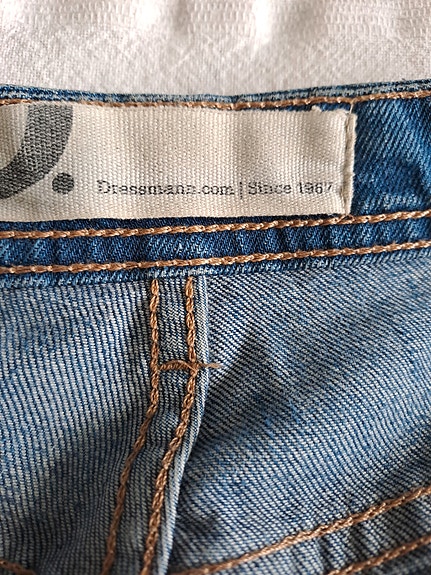 D.
Dressmann.com | Since 1967